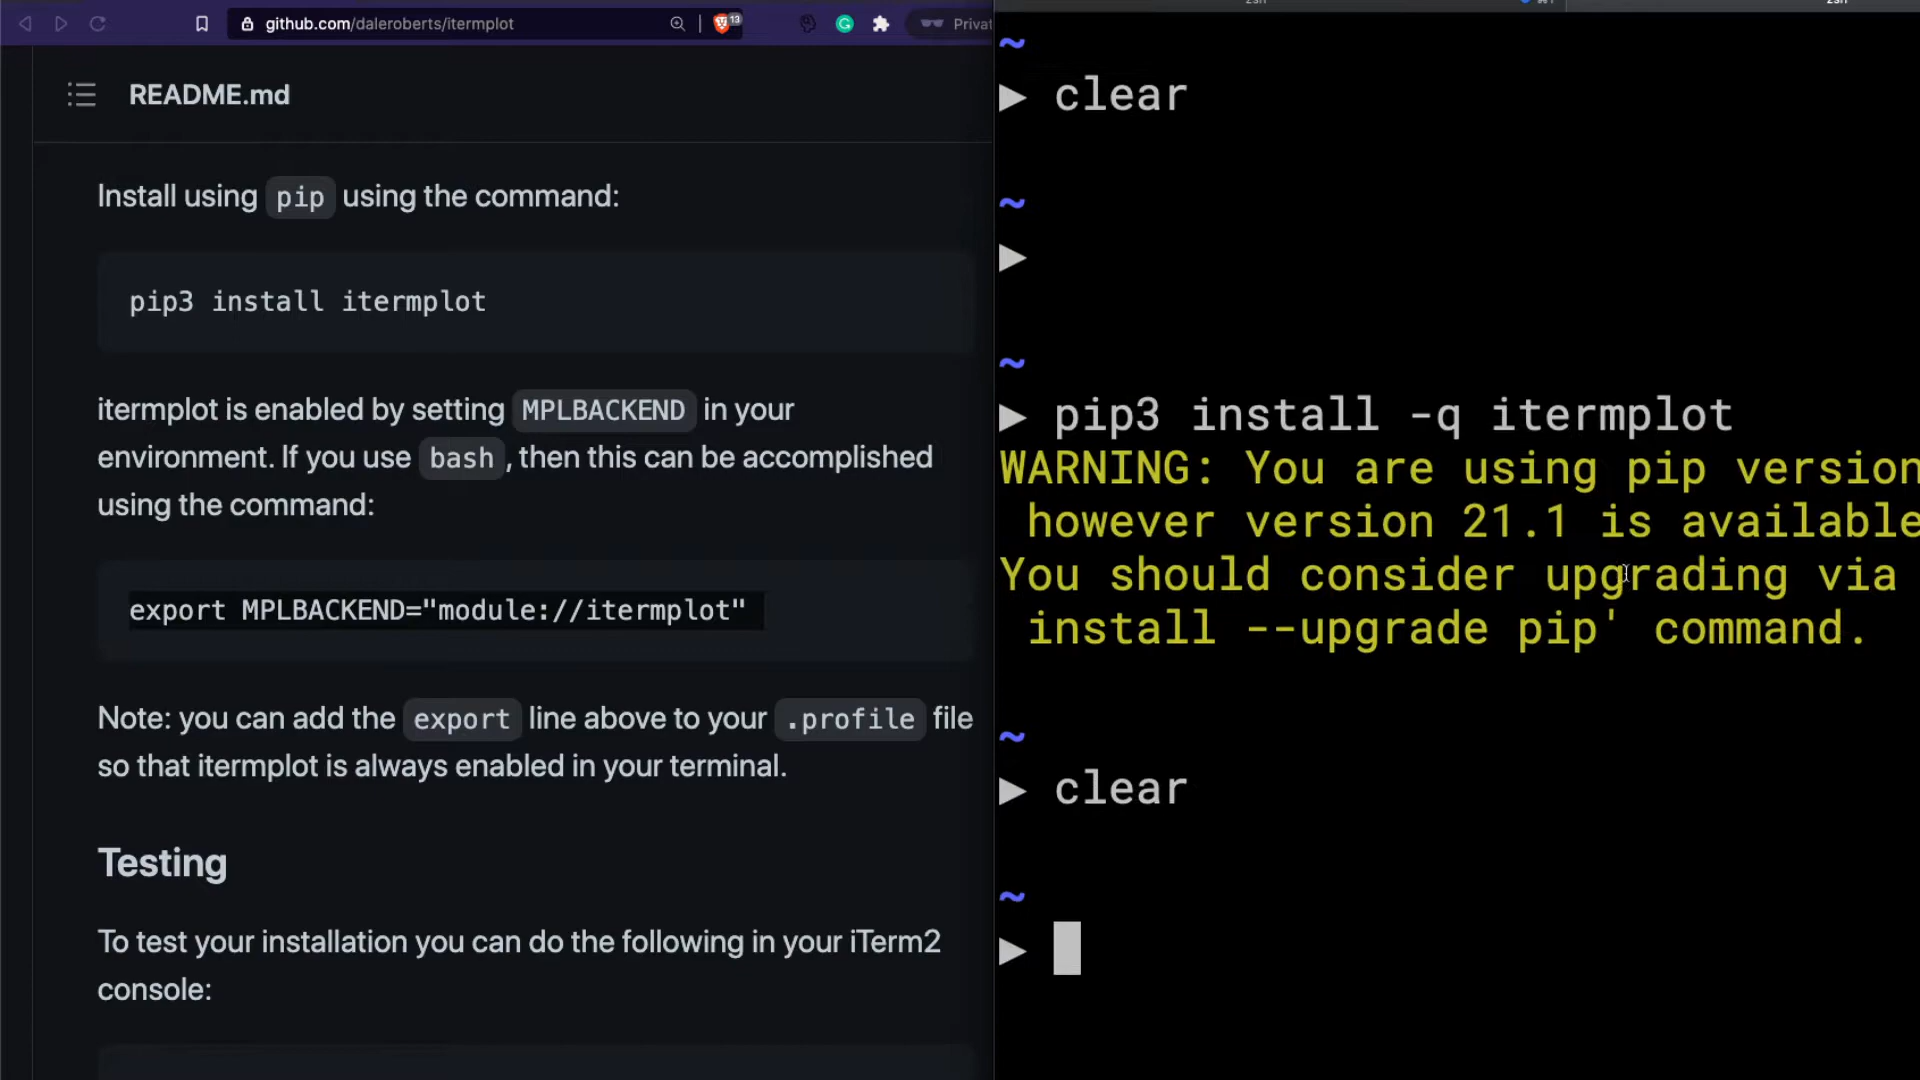 github.com/daleroberts/itermplot
13
Privat
README.md
Install using pip using the command:
pip3 install itermplot
itermplot is enabled by setting MPLBACKEND in your
environment. If you use bash, then this can be accomplished
using the command:
export MPLBACKEND="module://itermplot"
Note: you can add the export line above to your .profile file
so that itermplot is always enabled in your terminal.
Testing
To test your installation you can do the following in your iTerm2
console:
~
▶ clear
~
▶
~
▶ pip3 install -q itermplot
WARNING: You are using pip version
however version 21.1 is available
You should consider upgrading via
install --upgrade pip' command.
~
▶ clear
~
▶